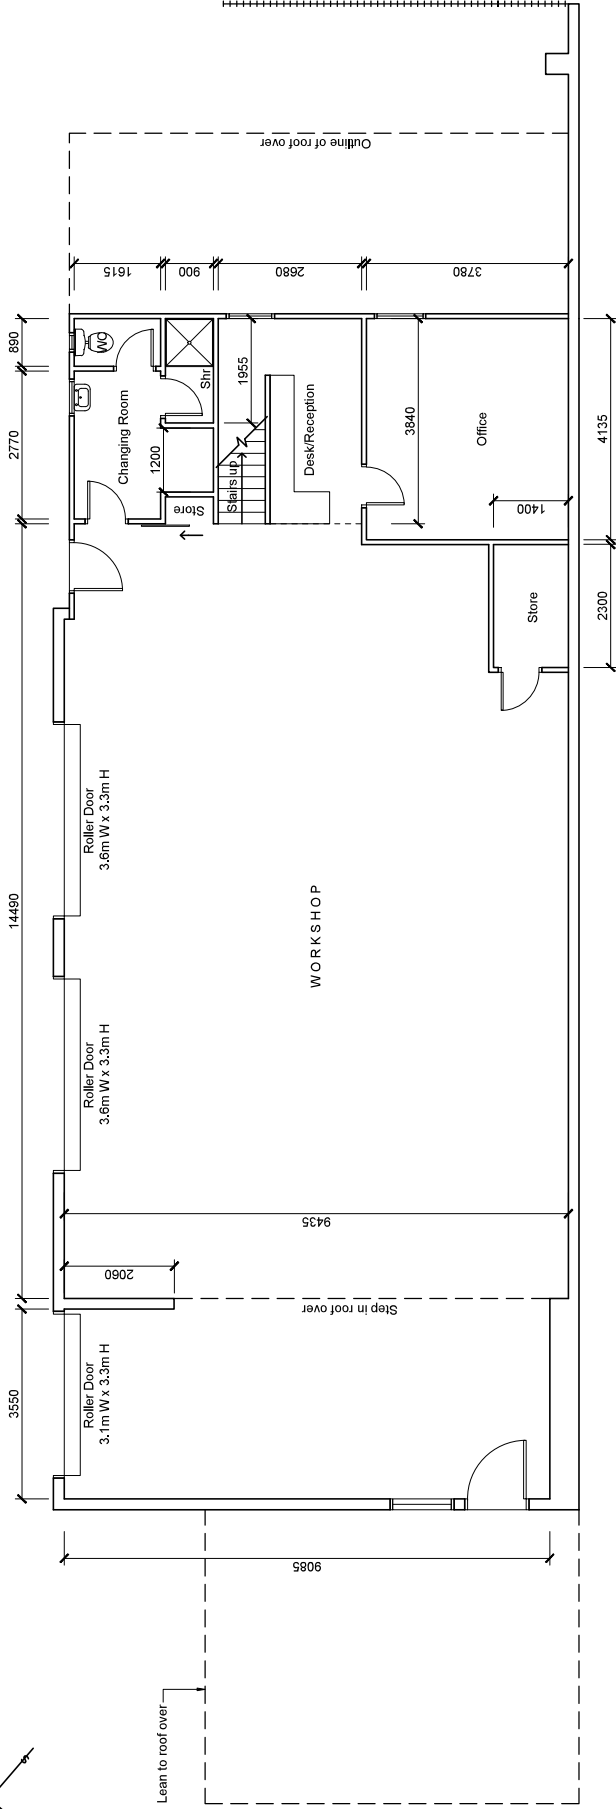 Outline of roof over
1615
900
2680
3780
890
2770
14490
3550
WC
Shr
Changing Room
1200
Store
Stairs up
1955
Desk/Reception
3840
Office
1400
4135
2300
Store
Roller Door
3.6m W x 3.3m H
WORKSHOP
Roller Door
3.6m W x 3.3m H
9435
2060
Step in roof over
Roller Door
3.1m W x 3.3m H
9085
Lean to roof over
S